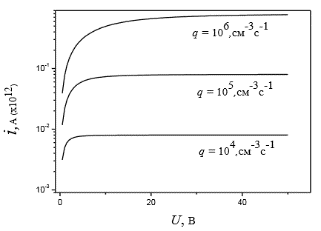 q = 10⁶,см⁻³с⁻¹
10⁻¹
q = 10⁵,см⁻³с⁻¹
10⁻²
q = 10⁴,см⁻³с⁻¹
10⁻³
i, А (x10¹²)
0 20 40
U, В